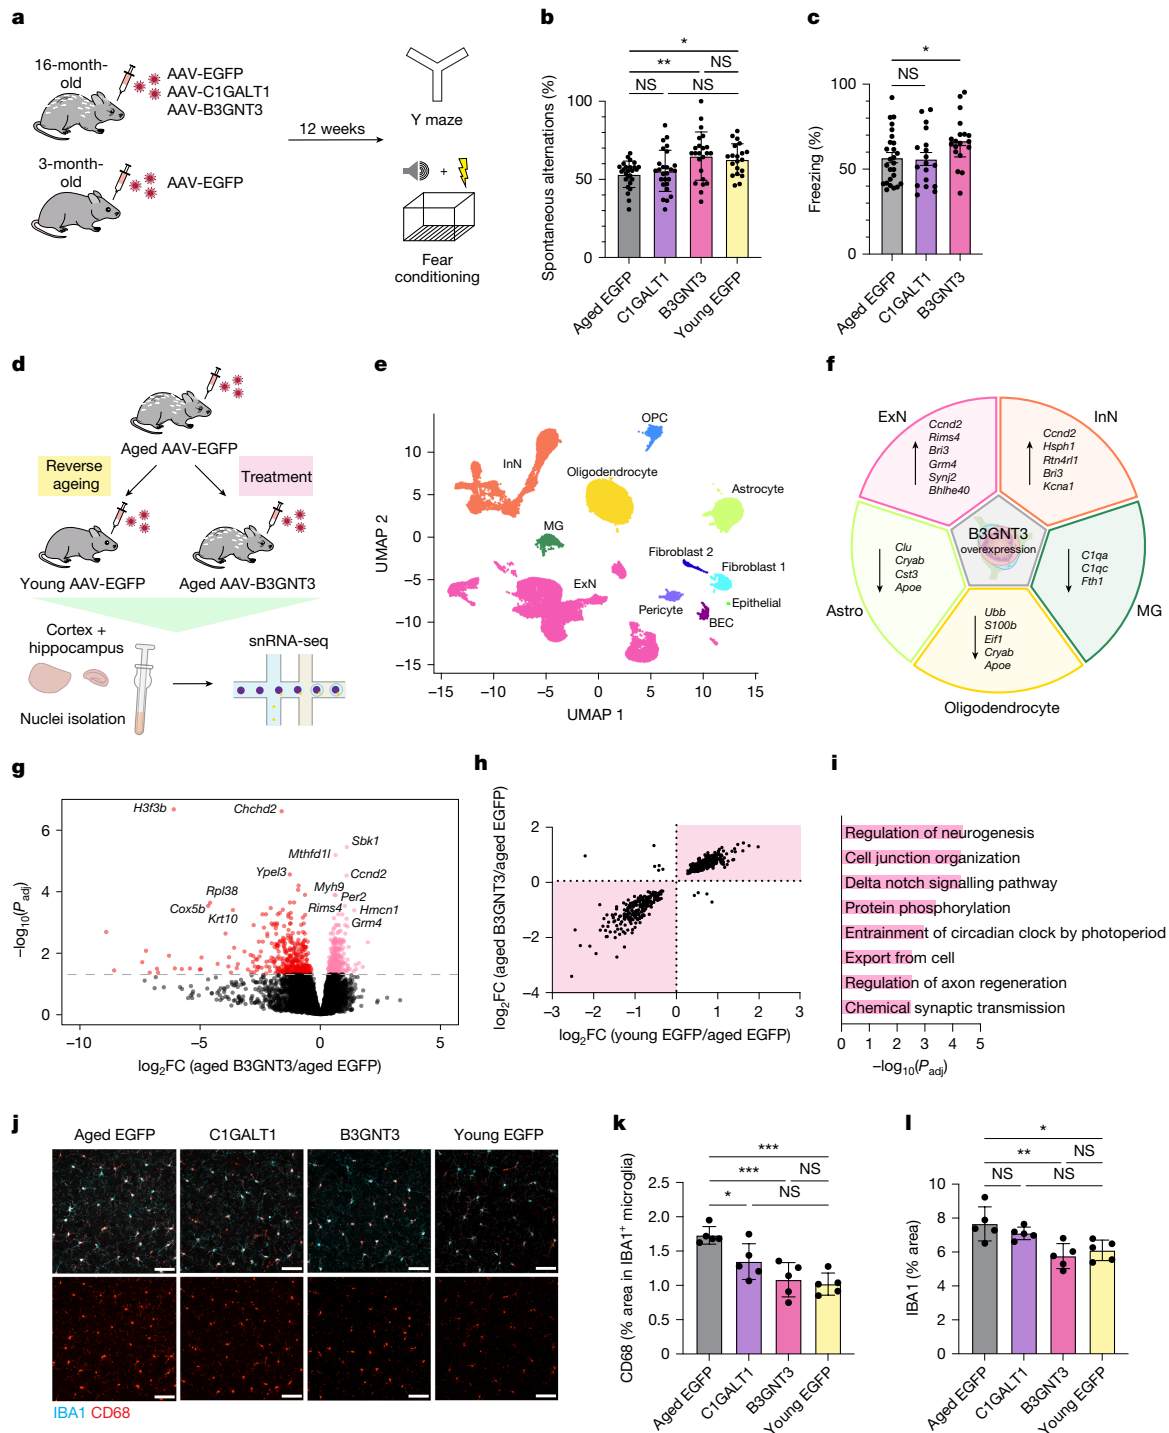 a
16-month-
old
AAV-EGFP
AAV-C1GALT1
AAV-B3GNT3
3-month-
old
AAV-EGFP
12 weeks
Y maze
+
Fear
conditioning
b
Spontaneous alternations (%)
100
50
0
*
**
NS
NS
NS
Aged EGFP
C1GALT1
B3GNT3
Young EGFP
c
Freezing (%)
100
50
0
*
NS
Aged EGFP
C1GALT1
B3GNT3
d
Aged AAV-EGFP
Reverse
ageing
Treatment
Young AAV-EGFP
Aged AAV-B3GNT3
Cortex +
hippocampus
Nuclei isolation
snRNA-seq
e
UMAP 2
10
5
0
−5
−10
−15
OPC
InN
Oligodendrocyte
Astrocyte
MG
Fibroblast 2
Fibroblast 1
ExN
Pericyte
Epithelial
BEC
−15
−10
−5
0
5
10
15
UMAP 1
f
ExN
Ccnd2
Rims4
Bri3
Grm4
Synj2
Bhlhe40
InN
Ccnd2
Hsph1
Rtn4rl1
Bri3
Kcna1
B3GNT3
overexpression
Astro
Clu
Cryab
Cst3
Apoe
MG
C1qa
C1qc
Fth1
Ubb
S100b
Eif1
Cryab
Apoe
Oligodendrocyte
g
−log10(Padj)
6
4
2
0
H3f3b
Chchd2
Sbk1
Mthfd1l
Ypel3
Ccnd2
Rpl38
Myh9
Per2
Cox5b
Rims4
Hmcn1
Krt10
Grm4
−10
−5
0
5
log2FC (aged B3GNT3/aged EGFP)
h
log2FC (aged B3GNT3/aged EGFP)
2
0
−2
−4
−3
−2
−1
0
1
2
3
log2FC (young EGFP/aged EGFP)
i
Regulation of neurogenesis
Cell junction organization
Delta notch signalling pathway
Protein phosphorylation
Entrainment of circadian clock by photoperiod
Export from cell
Regulation of axon regeneration
Chemical synaptic transmission
0
1
2
3
4
5
−log10(Padj)
j
Aged EGFP
C1GALT1
B3GNT3
Young EGFP
IBA1 CD68
k
CD68 (% area in IBA1+ microglia)
2.5
2.0
1.5
1.0
0.5
0
***
***
NS
*
NS
Aged EGFP
C1GALT1
B3GNT3
Young EGFP
l
IBA1 (% area)
10
8
6
4
2
0
*
**
NS
NS
NS
Aged EGFP
C1GALT1
B3GNT3
Young EGFP